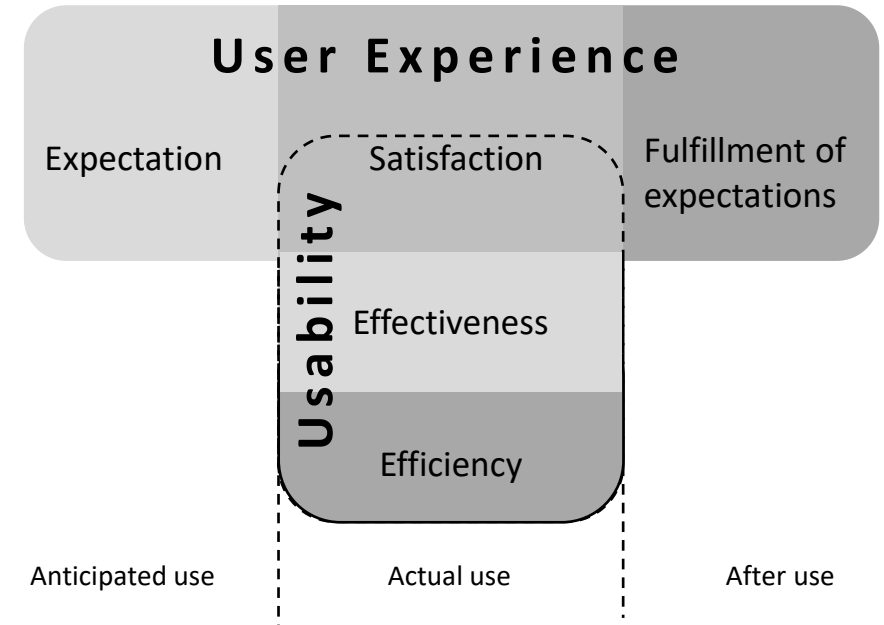 User Experience
Expectation
Satisfaction
Fulfillment of
expectations
Usability
Effectiveness
Efficiency
Anticipated use
Actual use
After use